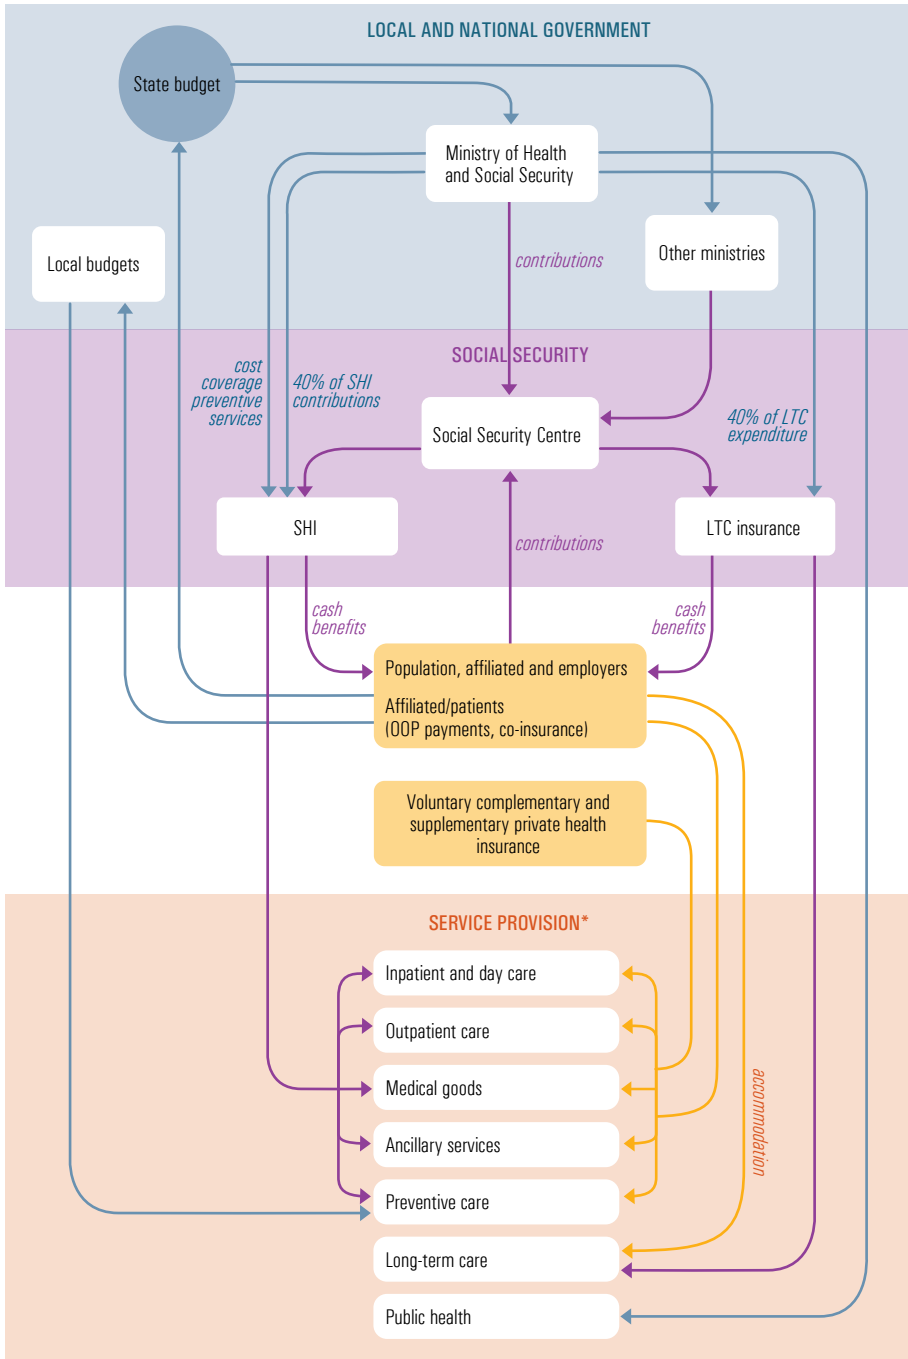 LOCAL AND NATIONAL GOVERNMENT
State budget
Ministry of Health
and Social Security
Local budgets
contributions
Other ministries
SOCIAL SECURITY
cost
coverage
preventive
services
40% of SHI
contributions
Social Security Centre
40% of LTC
expenditure
SHI
contributions
LTC insurance
cash
benefits
cash
benefits
Population, affiliated and employers
Affiliated/patients
(OOP payments, co-insurance)
Voluntary complementary and
supplementary private health
insurance
SERVICE PROVISION*
Inpatient and day care
Outpatient care
Medical goods
accommodation
Ancillary services
Preventive care
Long-term care
Public health